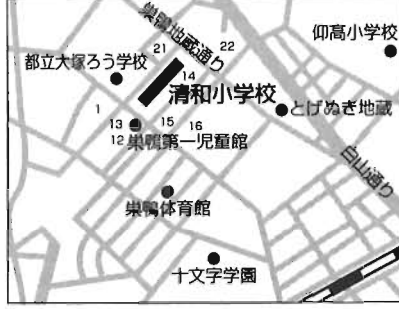 巣鴨地蔵通り
21
22
仰高小学校
都立大塚ろう学校
14
清和小学校
とげぬき地蔵
1
13
15
16
12
巣鴨第一児童館
白山通り
巣鴨体育館
十文字学園